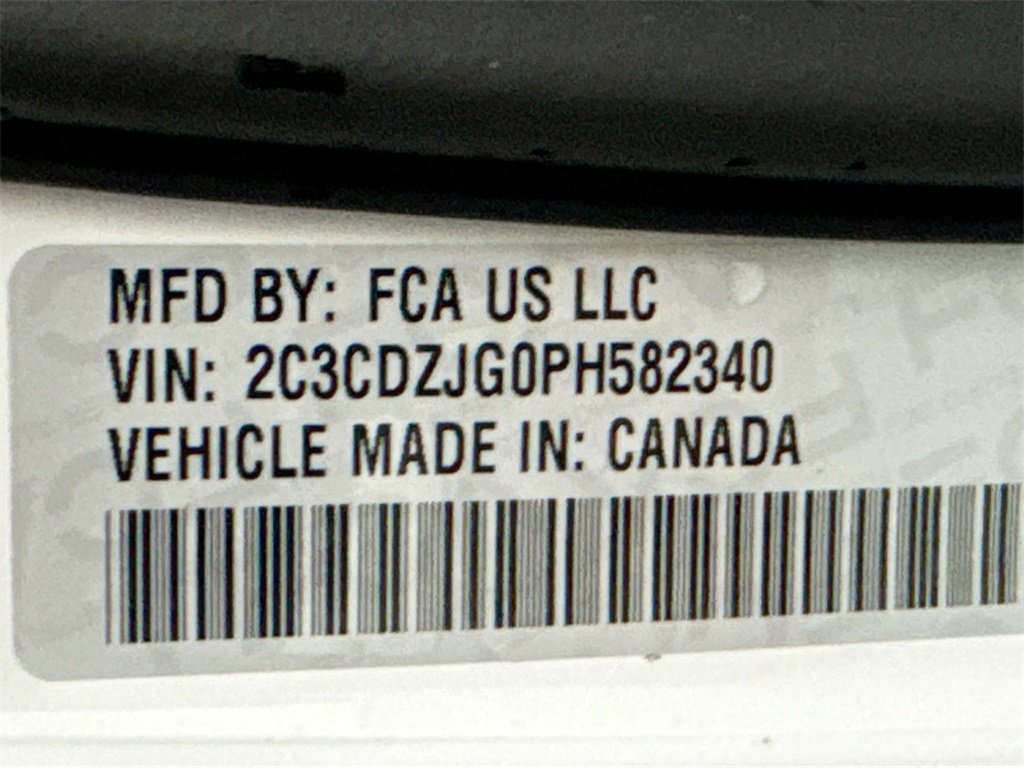 MFD BY: FCA US LLC
VIN: 2C3CDZJG0PH582340
VEHICLE MADE IN: CANADA